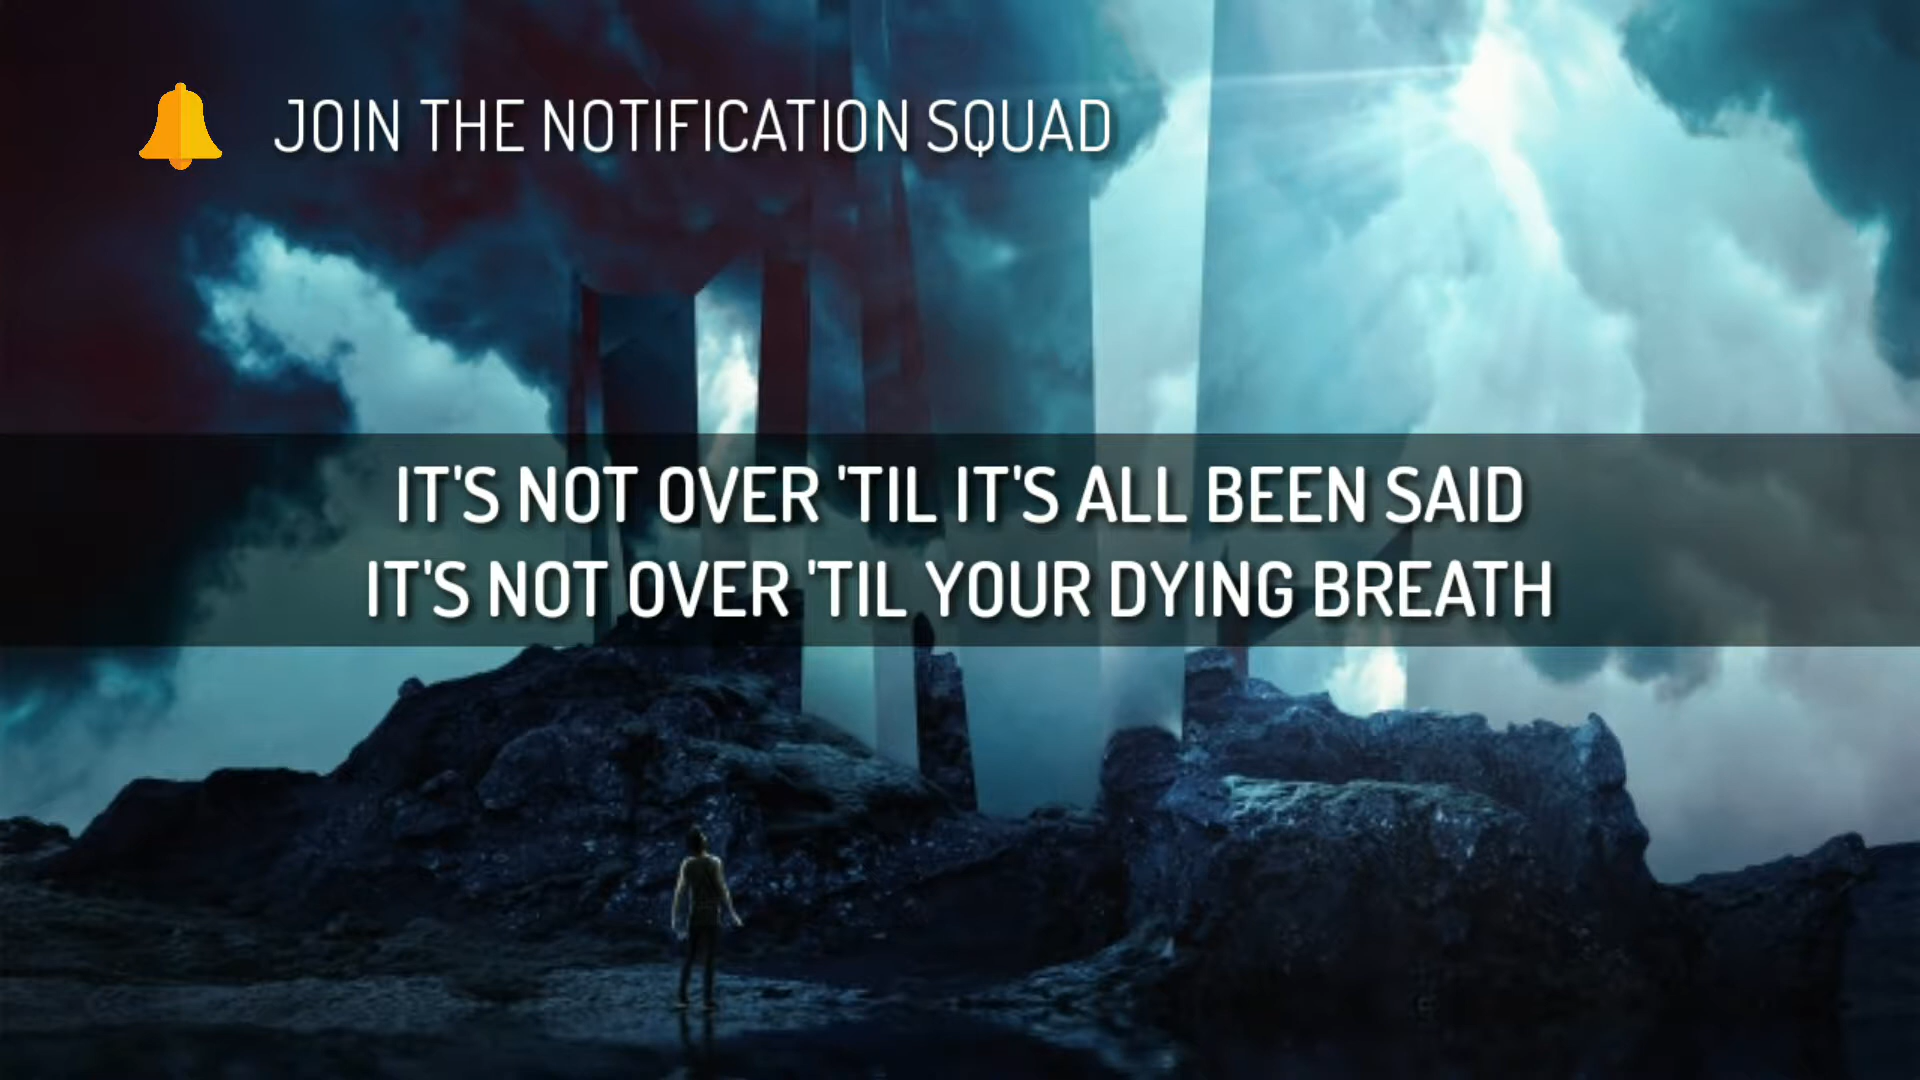 JOIN THE NOTIFICATION SQUAD
IT'S NOT OVER 'TIL IT'S ALL BEEN SAID
IT'S NOT OVER 'TIL YOUR DYING BREATH